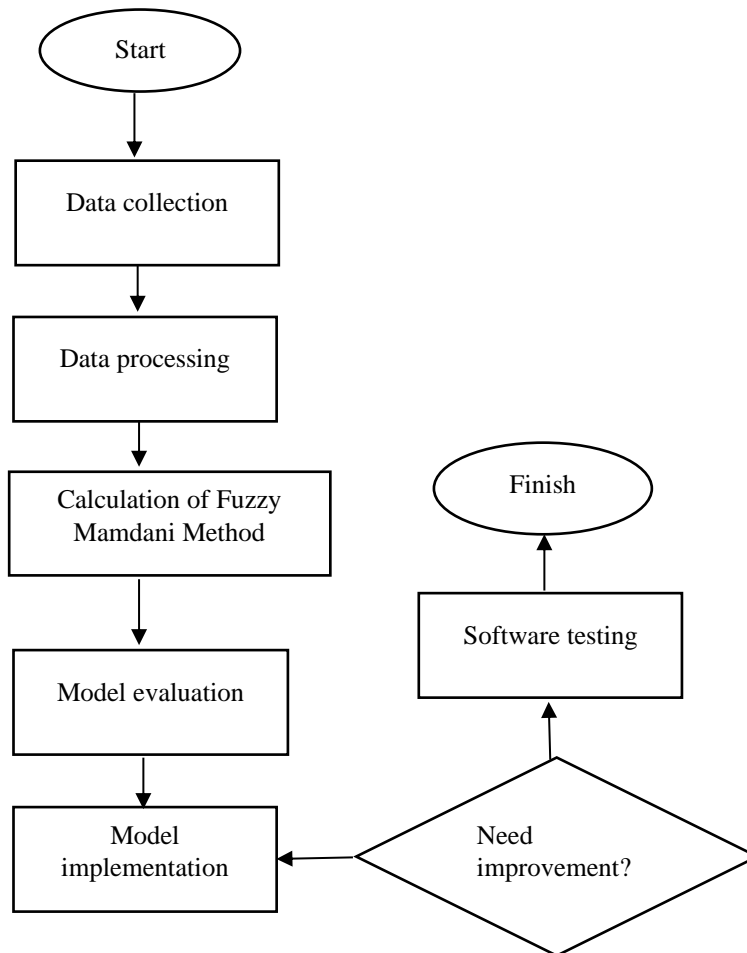 Start
Data collection
Data processing
Calculation of Fuzzy
Mamdani Method
Model evaluation
Model
implementation
Need
improvement?
Software testing
Finish